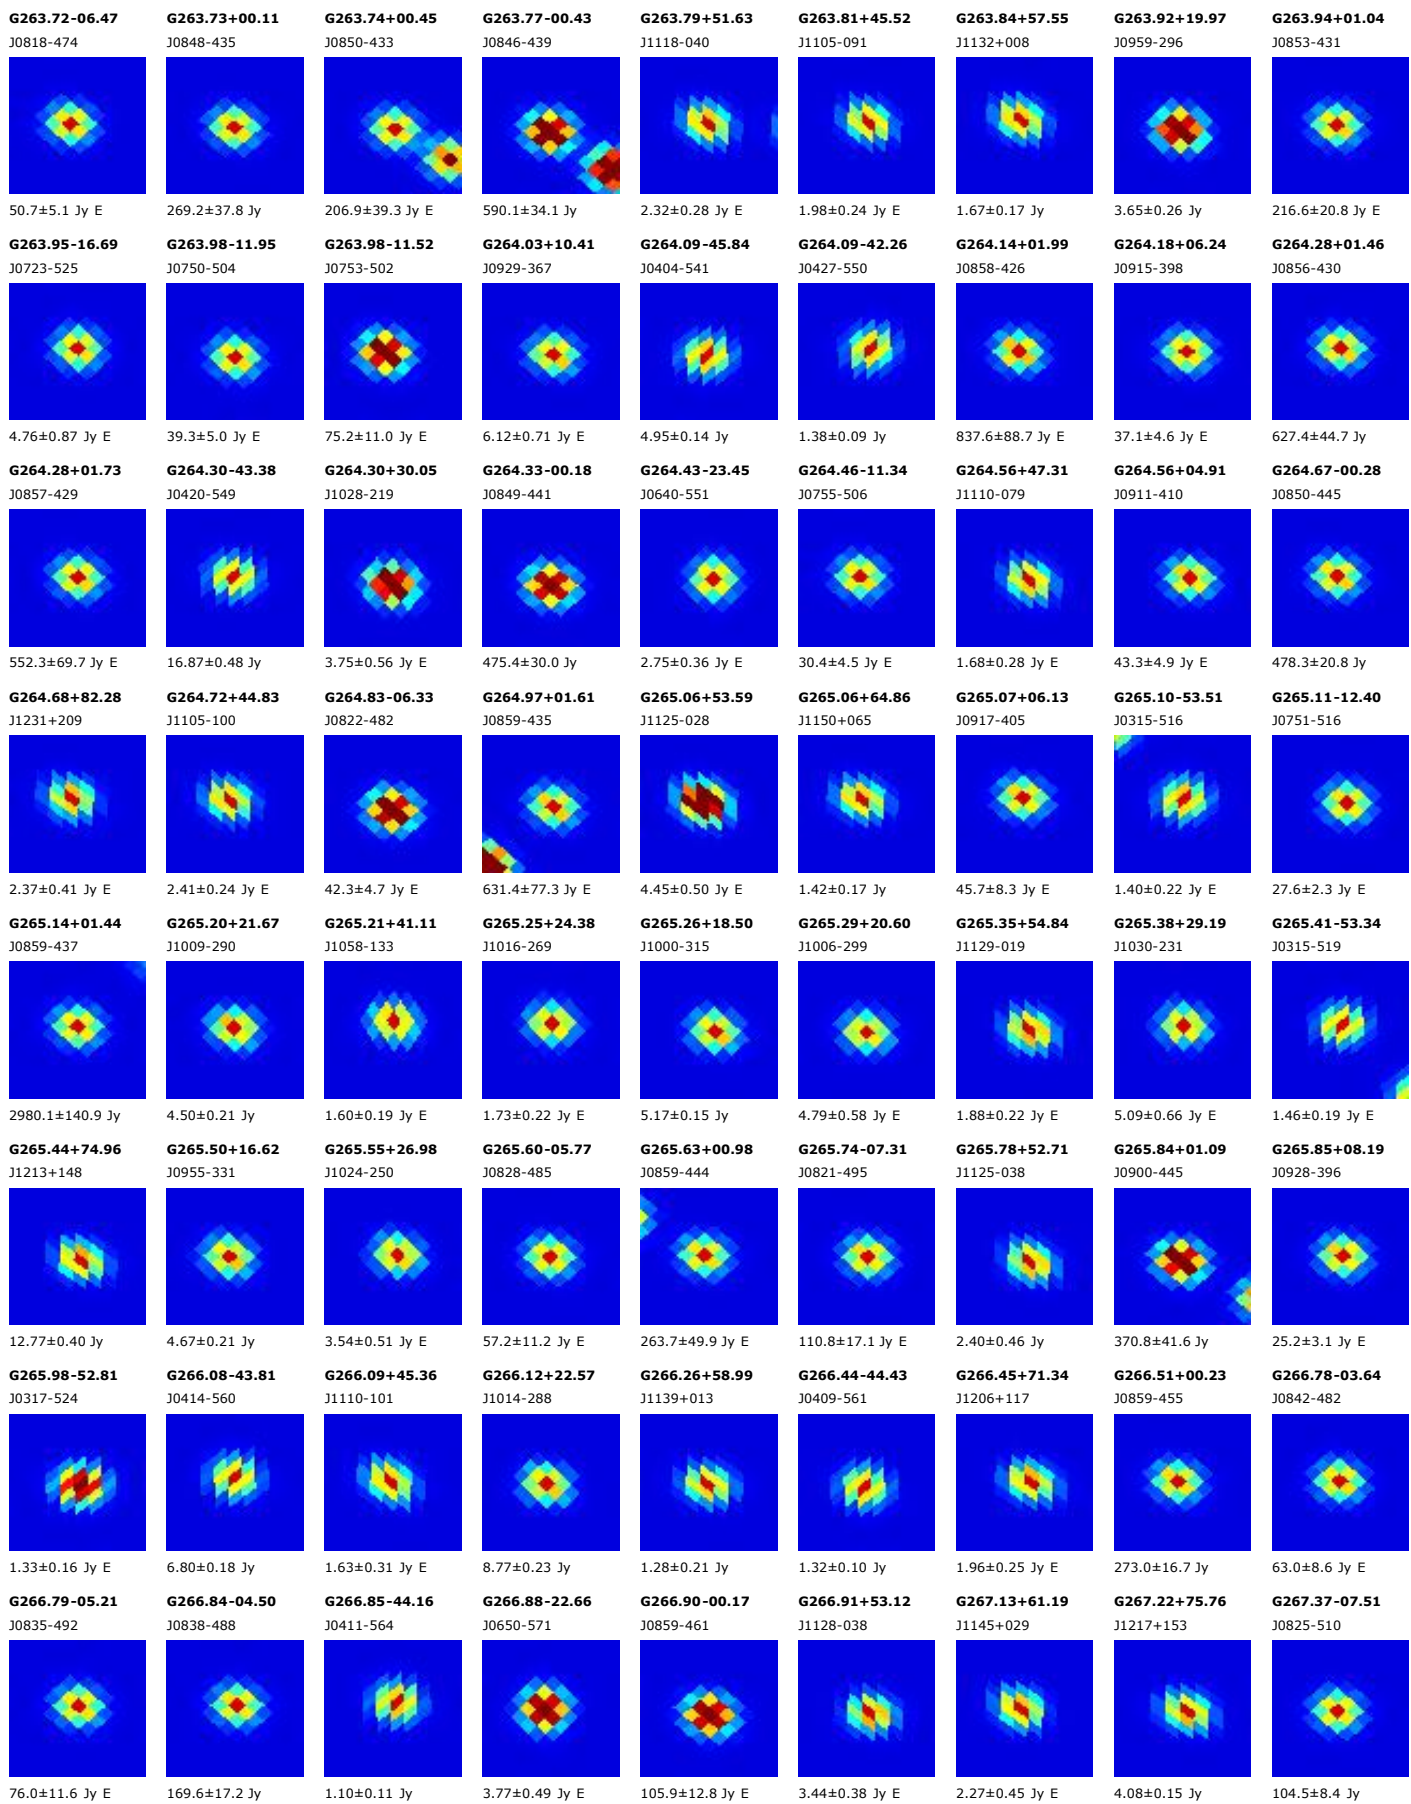 G263.72-06.47 G263.73+00.11 G263.74+00.45 G263.77-00.43 G263.79+51.63 G263.81+45.52 G263.84+57.55 G263.92+19.97 G263.94+01.04
J0818-474 J0848-435 J0850-433 J0846-439 J1118-040 J1105-091 J1132+008 J0959-296 J0853-431
50.7±5.1 Jy E 269.2±37.8 Jy 206.9±39.3 Jy E 590.1±34.1 Jy 2.32±0.28 Jy E 1.98±0.24 Jy E 1.67±0.17 Jy 3.65±0.26 Jy 216.6±20.8 Jy E
G263.95-16.69 G263.98-11.95 G263.98-11.52 G264.03+10.41 G264.09-45.84 G264.09-42.26 G264.14+01.99 G264.18+06.24 G264.28+01.46
J0723-525 J0750-504 J0753-502 J0929-367 J0404-541 J0427-550 J0858-426 J0915-398 J0856-430
4.76±0.87 Jy E 39.3±5.0 Jy E 75.2±11.0 Jy E 6.12±0.71 Jy E 4.95±0.14 Jy 1.38±0.09 Jy 837.6±88.7 Jy E 37.1±4.6 Jy E 627.4±44.7 Jy
G264.28+01.73 G264.30-43.38 G264.30+30.05 G264.33-00.18 G264.43-23.45 G264.46-11.34 G264.56+47.31 G264.56+04.91 G264.67-00.28
J0857-429 J0420-549 J1028-219 J0849-441 J0640-551 J0755-506 J1110-079 J0911-410 J0850-445
552.3±69.7 Jy E 16.87±0.48 Jy 3.75±0.56 Jy E 475.4±30.0 Jy 2.75±0.36 Jy E 30.4±4.5 Jy E 1.68±0.28 Jy E 43.3±4.9 Jy E 478.3±20.8 Jy
G264.68+82.28 G264.72+44.83 G264.83-06.33 G264.97+01.61 G265.06+53.59 G265.06+64.86 G265.07+06.13 G265.10-53.51 G265.11-12.40
J1231+209 J1105-100 J0822-482 J0859-435 J1125-028 J1150+065 J0917-405 J0315-516 J0751-516
2.37±0.41 Jy E 2.41±0.24 Jy E 42.3±4.7 Jy E 631.4±77.3 Jy E 4.45±0.50 Jy E 1.42±0.17 Jy 45.7±8.3 Jy E 1.40±0.22 Jy E 27.6±2.3 Jy E
G265.14+01.44 G265.20+21.67 G265.21+41.11 G265.25+24.38 G265.26+18.50 G265.29+20.60 G265.35+54.84 G265.38+29.19 G265.41-53.34
J0859-437 J1009-290 J1058-133 J1016-269 J1000-315 J1006-299 J1129-019 J1030-231 J0315-519
2980.1±140.9 Jy 4.50±0.21 Jy 1.60±0.19 Jy E 1.73±0.22 Jy E 5.17±0.15 Jy 4.79±0.58 Jy E 1.88±0.22 Jy E 5.09±0.66 Jy E 1.46±0.19 Jy E
G265.44+74.96 G265.50+16.62 G265.55+26.98 G265.60-05.77 G265.63+00.98 G265.74-07.31 G265.78+52.71 G265.84+01.09 G265.85+08.19
J1213+148 J0955-331 J1024-250 J0828-485 J0859-444 J0821-495 J1125-038 J0900-445 J0928-396
12.77±0.40 Jy 4.67±0.21 Jy 3.54±0.51 Jy E 57.2±11.2 Jy E 263.7±49.9 Jy E 110.8±17.1 Jy E 2.40±0.46 Jy 370.8±41.6 Jy 25.2±3.1 Jy E
G265.98-52.81 G266.08-43.81 G266.09+45.36 G266.12+22.57 G266.26+58.99 G266.44-44.43 G266.45+71.34 G266.51+00.23 G266.78-03.64
J0317-524 J0414-560 J1110-101 J1014-288 J1139+013 J0409-561 J1206+117 J0859-455 J0842-482
1.33±0.16 Jy E 6.80±0.18 Jy 1.63±0.31 Jy E 8.77±0.23 Jy 1.28±0.21 Jy 1.32±0.10 Jy 1.96±0.25 Jy E 273.0±16.7 Jy 63.0±8.6 Jy E
G266.79-05.21 G266.84-04.50 G266.85-44.16 G266.88-22.66 G266.90-00.17 G266.91+53.12 G267.13+61.19 G267.22+75.76 G267.37-07.51
J0835-492 J0838-488 J0411-564 J0650-571 J0859-461 J1128-038 J1145+029 J1217+153 J0825-510
76.0±11.6 Jy E 169.6±17.2 Jy 1.10±0.11 Jy 3.77±0.49 Jy E 105.9±12.8 Jy E 3.44±0.38 Jy E 2.27±0.45 Jy E 4.08±0.15 Jy 104.5±8.4 Jy